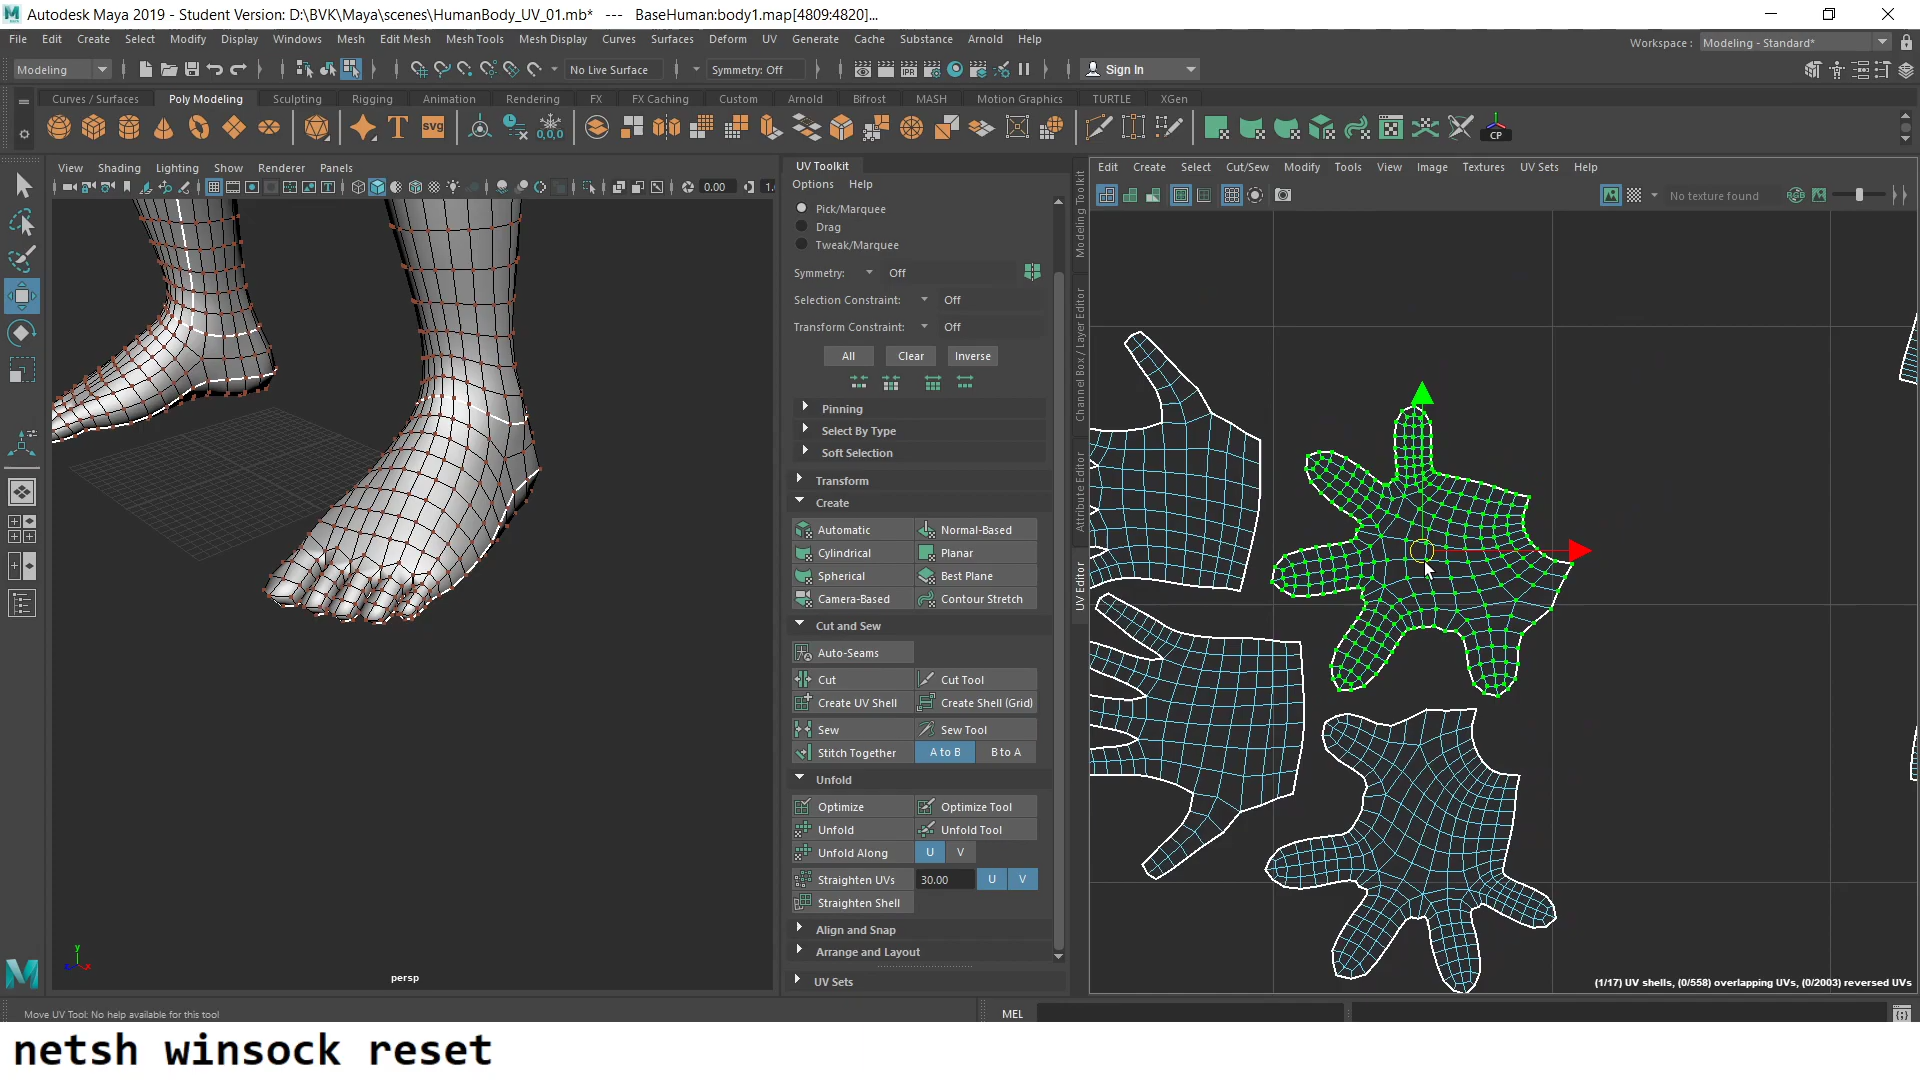 Autodesk Maya 2019 - Student Version: D:\BVK\Maya\scenes\HumanBody_UV_01.mb*   ---   BaseHuman:body1.map[4809:4820]...
File Edit Create Select Modify Display Windows Mesh Edit Mesh Mesh Tools Mesh Display Curves Surfaces Deform UV Generate Cache Substance Arnold Help
Workspace : Modeling - Standard*
Modeling No Live Surface Symmetry: Off Sign In
Curves / Surfaces Poly Modeling Sculpting Rigging Animation Rendering FX FX Caching Custom Arnold Bifrost MASH Motion Graphics TURTLE XGen
SVG
CP
View Shading Lighting Show Renderer Panels
0.00
persp
UV Toolkit
Options Help
Pick/Marquee
Drag
Tweak/Marquee
Symmetry: Off
Selection Constraint: Off
Transform Constraint: Off
All Clear Inverse
Pinning
Select By Type
Soft Selection
Transform
Create
Automatic Normal-Based
Cylindrical Planar
Spherical Best Plane
Camera-Based Contour Stretch
Cut and Sew
Auto-Seams
Cut Cut Tool
Create UV Shell Create Shell (Grid)
Sew Sew Tool
Stitch Together A to B B to A
Unfold
Optimize Optimize Tool
Unfold Unfold Tool
Unfold Along U V
Straighten UVs 30.00 U V
Straighten Shell
Align and Snap
Arrange and Layout
UV Sets
Modeling Toolkit
Channel Box / Layer Editor
Attribute Editor
UV Editor
Edit Create Select Cut/Sew Modify Tools View Image Textures UV Sets Help
No texture found
(1/17) UV shells, (0/558) overlapping UVs, (0/2003) reversed UVs
Move UV Tool: No help available for this tool
MEL
netsh winsock reset